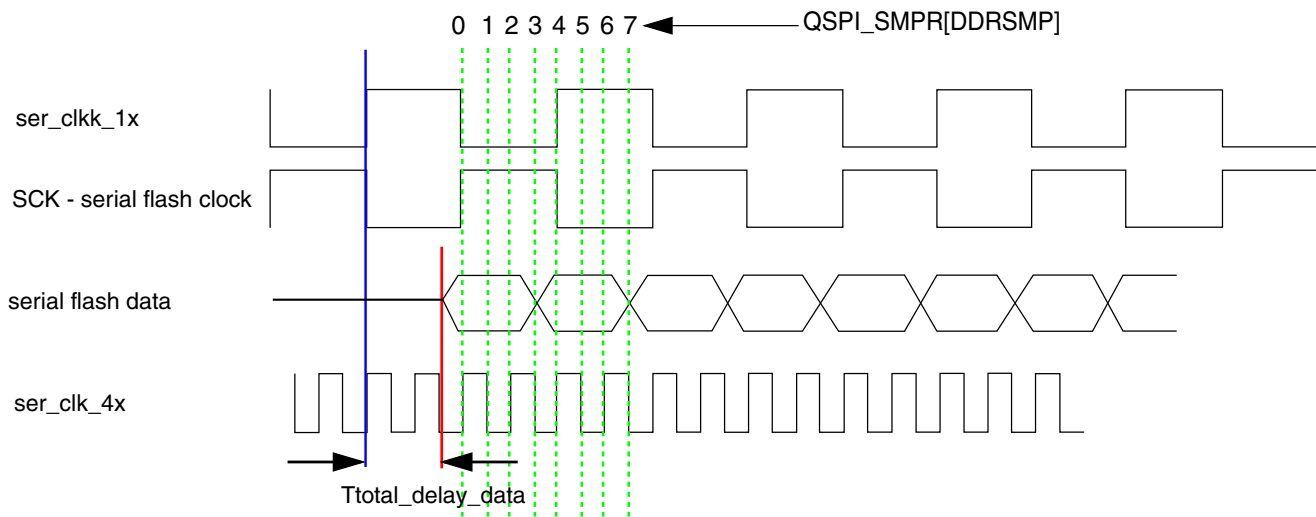 0 1 2 3 4 5 6 7 QSPI_SMPR[DDRSMP]
ser_clkk_1x
SCK - serial flash clock
serial flash data
ser_clk_4x
Ttotal_delay_data